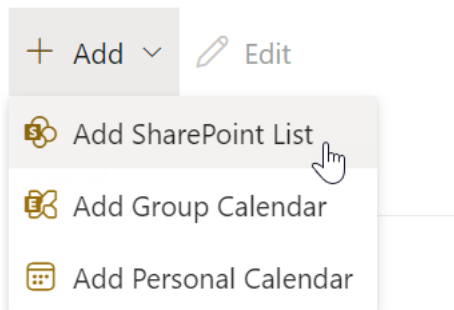 Add Edit
Add SharePoint List
Add Group Calendar
Add Personal Calendar